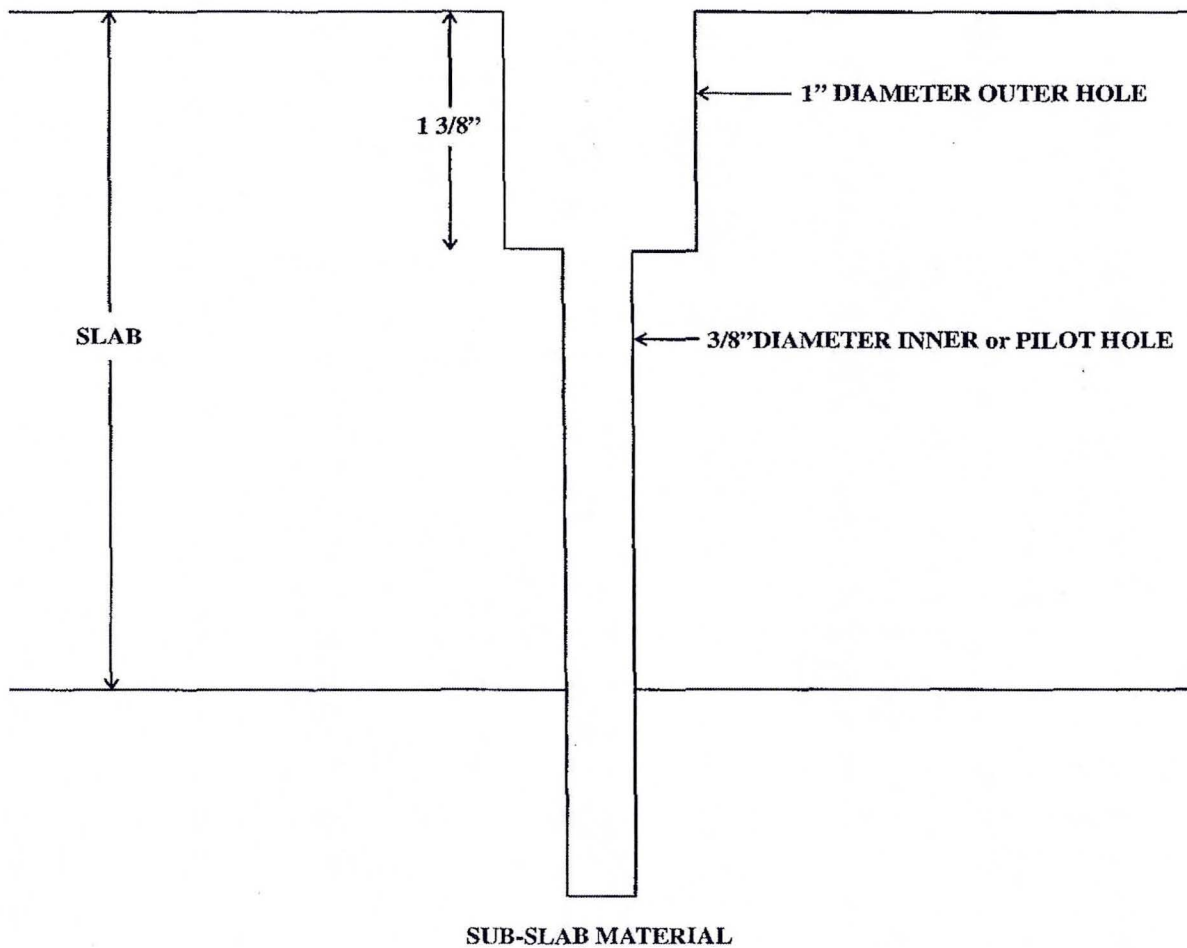 1” DIAMETER OUTER HOLE
1 3/8”
SLAB
3/8”DIAMETER INNER or PILOT HOLE
SUB-SLAB MATERIAL